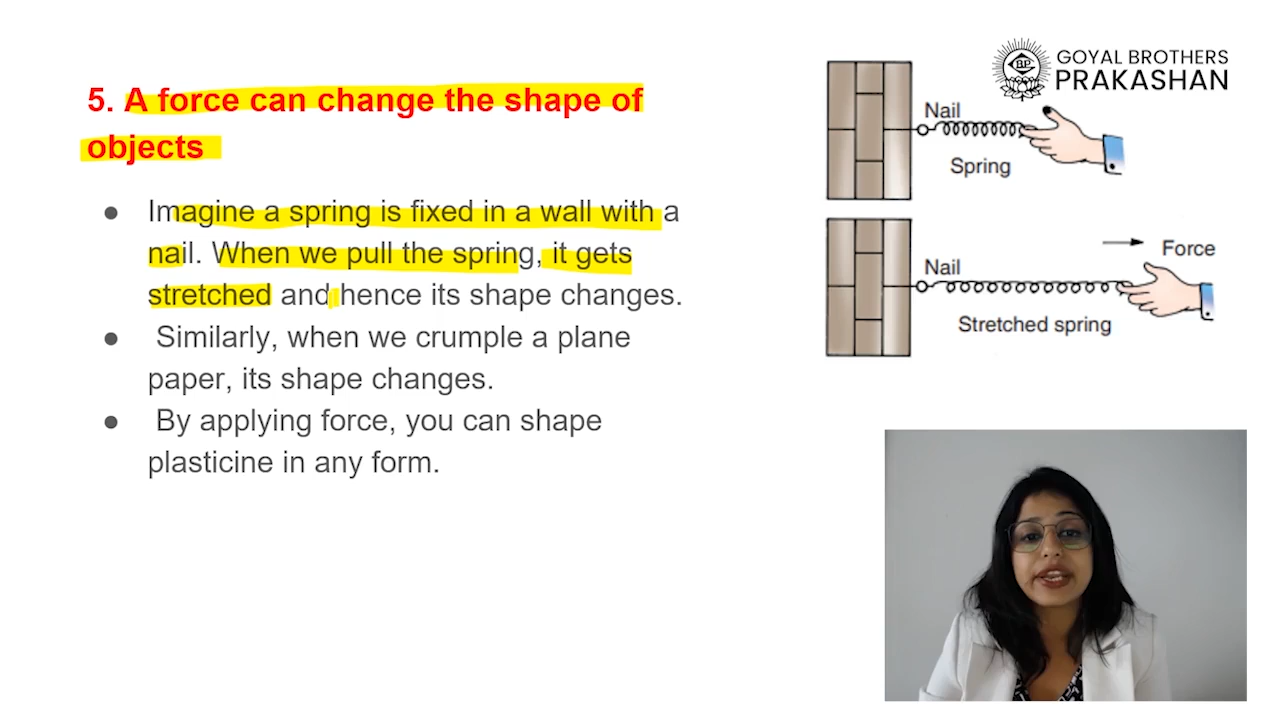 5. A force can change the shape of
objects
● Imagine a spring is fixed in a wall with a
nail. When we pull the spring, it gets
stretched and hence its shape changes.
● Similarly, when we crumple a plane
paper, its shape changes.
● By applying force, you can shape
plasticine in any form.
GOYAL BROTHERS
PRAKASHAN
Nail
Spring
Force
Nail
Stretched spring